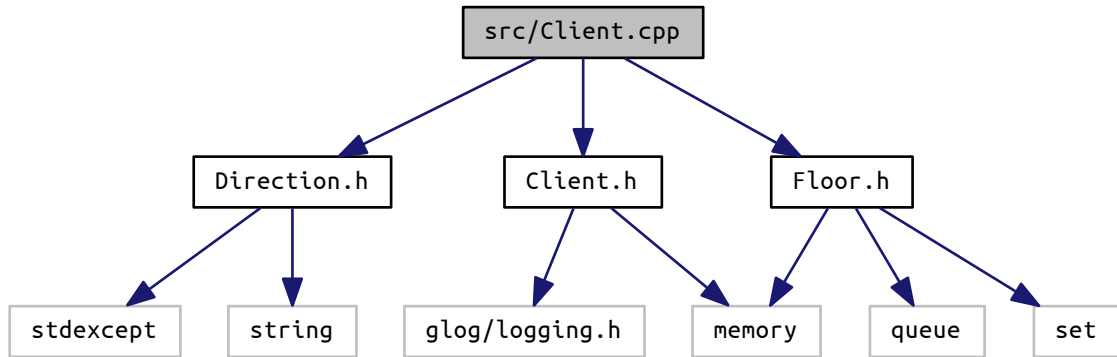 src/Client.cpp
Direction.h
Client.h
Floor.h
stdexcept
string
glog/logging.h
memory
queue
set